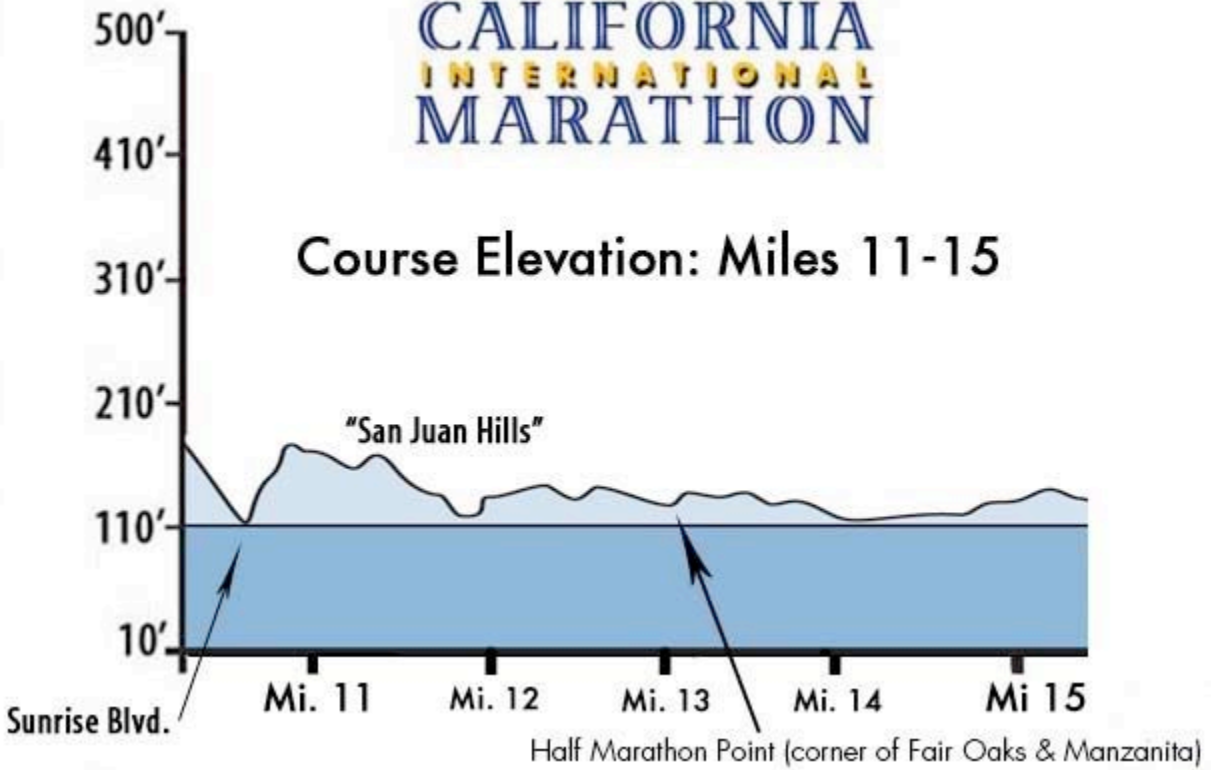 CALIFORNIA
INTERNATIONAL
MARATHON
Course Elevation: Miles 11-15
500′
410′
310′
210′
110′
10′
“San Juan Hills”
Mi. 11
Mi. 12
Mi. 13
Mi. 14
Mi 15
Sunrise Blvd.
Half Marathon Point (corner of Fair Oaks & Manzanita)